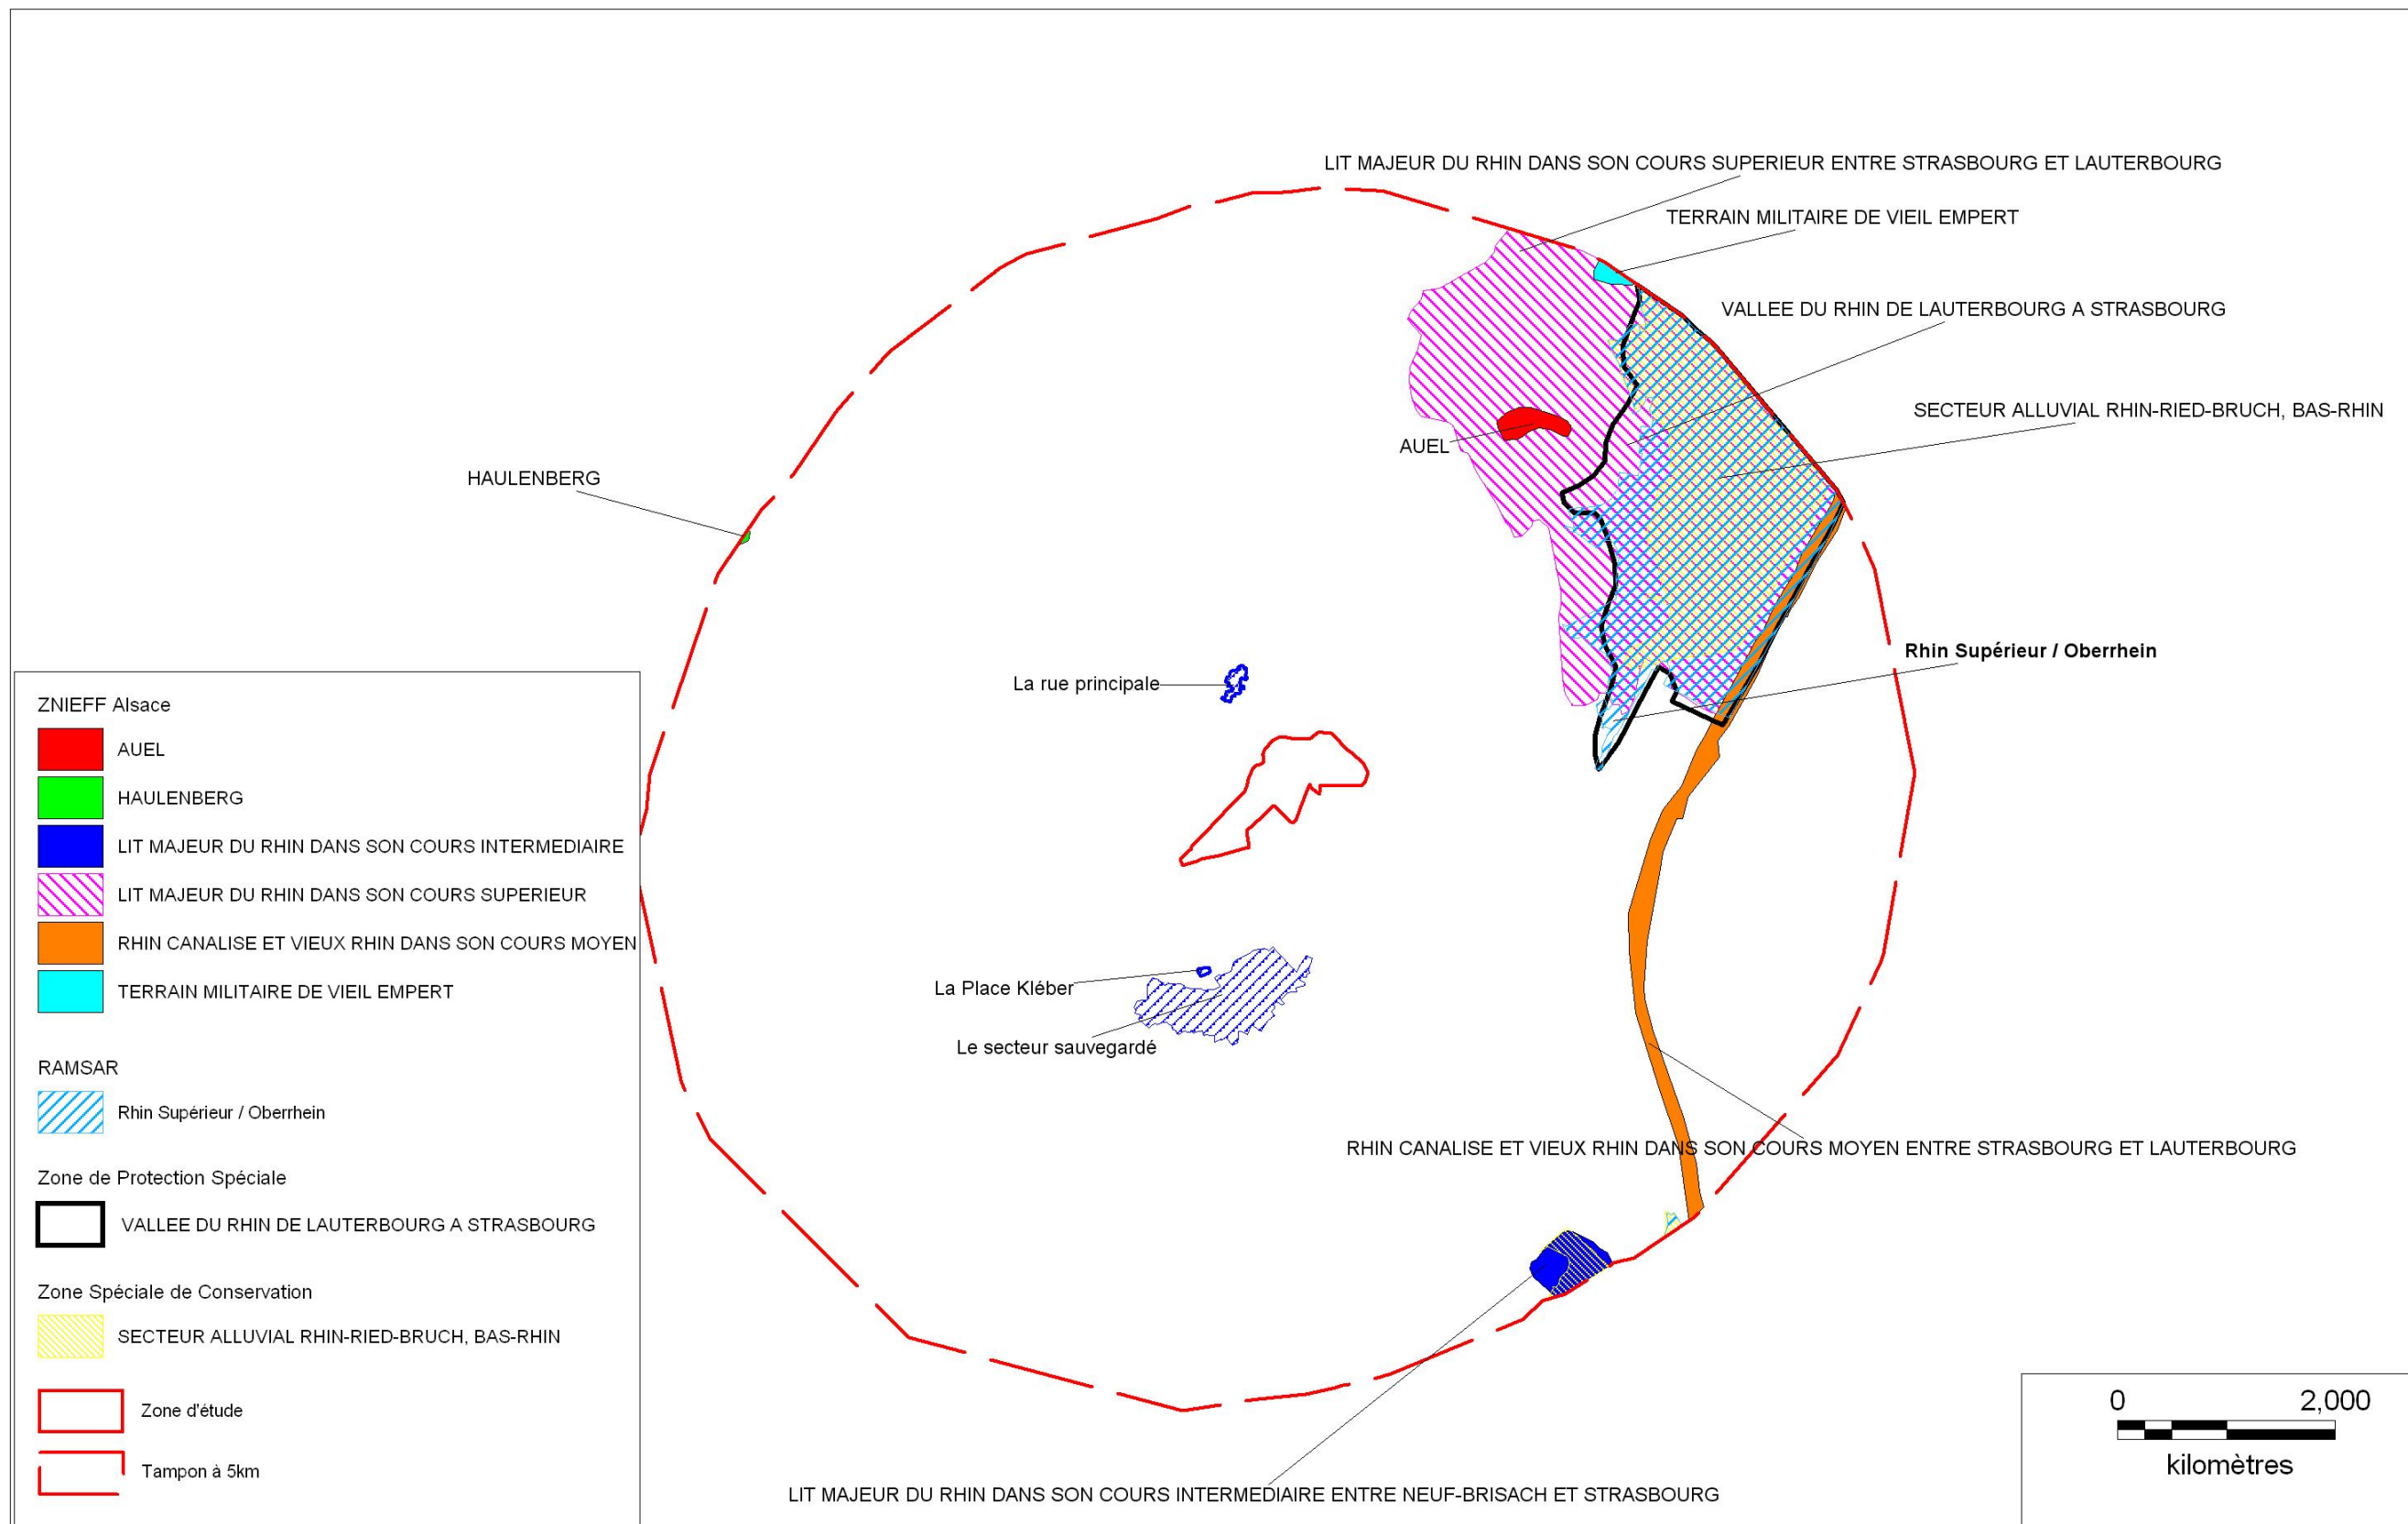 LIT MAJEUR DU RHIN DANS SON COURS SUPERIEUR ENTRE STRASBOURG ET LAUTERBOURG
TERRAIN MILITAIRE DE VIEIL EMPERT
VALLEE DU RHIN DE LAUTERBOURG A STRASBOURG
SECTEUR ALLUVIAL RHIN-RIED-BRUCH, BAS-RHIN
AUEL
HAULENBERG
Rhin Supérieur / Oberrhein
La rue principale
La Place Kléber
Le secteur sauvegardé
RHIN CANALISE ET VIEUX RHIN DANS SON COURS MOYEN ENTRE STRASBOURG ET LAUTERBOURG
LIT MAJEUR DU RHIN DANS SON COURS INTERMEDIAIRE ENTRE NEUF-BRISACH ET STRASBOURG
ZNIEFF Alsace
AUEL
HAULENBERG
LIT MAJEUR DU RHIN DANS SON COURS INTERMEDIAIRE
LIT MAJEUR DU RHIN DANS SON COURS SUPERIEUR
RHIN CANALISE ET VIEUX RHIN DANS SON COURS MOYEN
TERRAIN MILITAIRE DE VIEIL EMPERT
RAMSAR
Rhin Supérieur / Oberrhein
Zone de Protection Spéciale
VALLEE DU RHIN DE LAUTERBOURG A STRASBOURG
Zone Spéciale de Conservation
SECTEUR ALLUVIAL RHIN-RIED-BRUCH, BAS-RHIN
Zone d'étude
Tampon à 5km
0 2,000
kilomètres